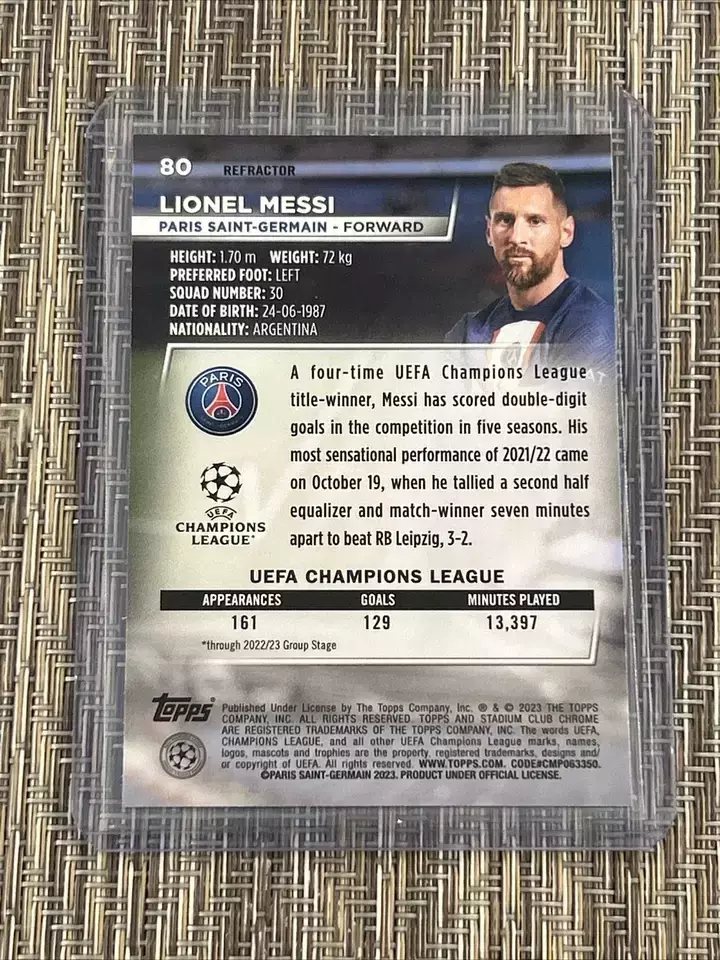 80 REFRACTOR
LIONEL MESSI
PARIS SAINT-GERMAIN - FORWARD
HEIGHT: 1.70 m WEIGHT: 72 kg
PREFERRED FOOT: LEFT
SQUAD NUMBER: 30
DATE OF BIRTH: 24-06-1987
NATIONALITY: ARGENTINA
PARIS
A four-time UEFA Champions League
title-winner, Messi has scored double-digit
goals in the competition in five seasons. His
most sensational performance of 2021/22 came
on October 19, when he tallied a second half
equalizer and match-winner seven minutes
apart to beat RB Leipzig, 3-2.
UEFA
CHAMPIONS
LEAGUE®
UEFA CHAMPIONS LEAGUE
APPEARANCES GOALS MINUTES PLAYED
161 129 13,397
*through 2022/23 Group Stage
Topps®
Published Under License by The Topps Company, Inc. ® & © 2023 THE TOPPS
COMPANY, INC. ALL RIGHTS RESERVED. TOPPS AND STADIUM CLUB CHROME
ARE REGISTERED TRADEMARKS OF THE TOPPS COMPANY, INC. The words UEFA,
CHAMPIONS LEAGUE, and all other UEFA Champions League marks, names,
logos, mascots and trophies are the property, registered trademarks, designs and/
or copyright of UEFA. All rights reserved. WWW.TOPPS.COM. CODE#CMP063350.
©PARIS SAINT-GERMAIN 2023. PRODUCT UNDER OFFICIAL LICENSE.